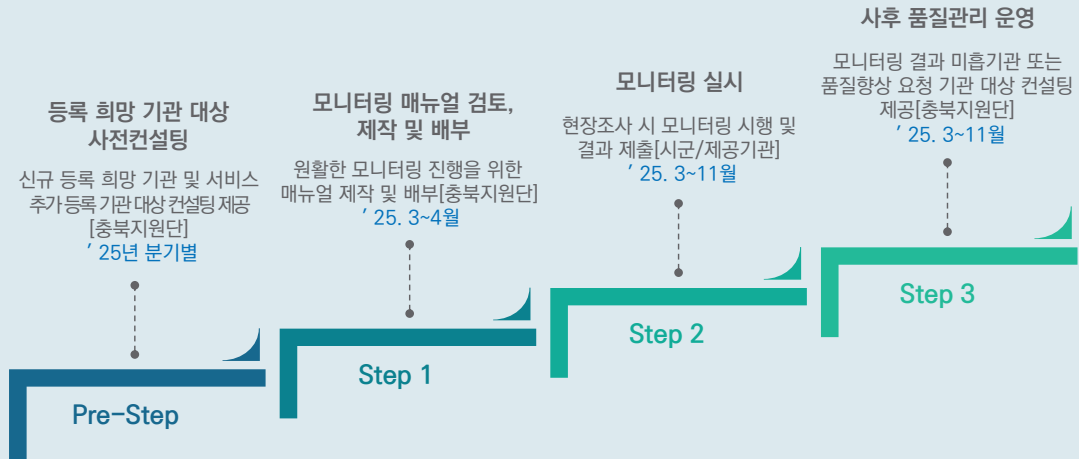 등록 희망 기관 대상
사전컨설팅
신규 등록 희망 기관 및 서비스
추가 등록 기관 대상 컨설팅 제공
[충북지원단]
′ 25년 분기별
Pre-Step
모니터링 매뉴얼 검토,
제작 및 배부
원활한 모니터링 진행을 위한
매뉴얼 제작 및 배부[충북지원단]
′ 25. 3~4월
Step 1
모니터링 실시
현장조사 시 모니터링 시행 및
결과 제출[시군/제공기관]
′ 25. 3~11월
Step 2
사후 품질관리 운영
모니터링 결과 미흡기관 또는
품질향상 요청 기관 대상 컨설팅
제공[충북지원단]
′ 25. 3~11월
Step 3